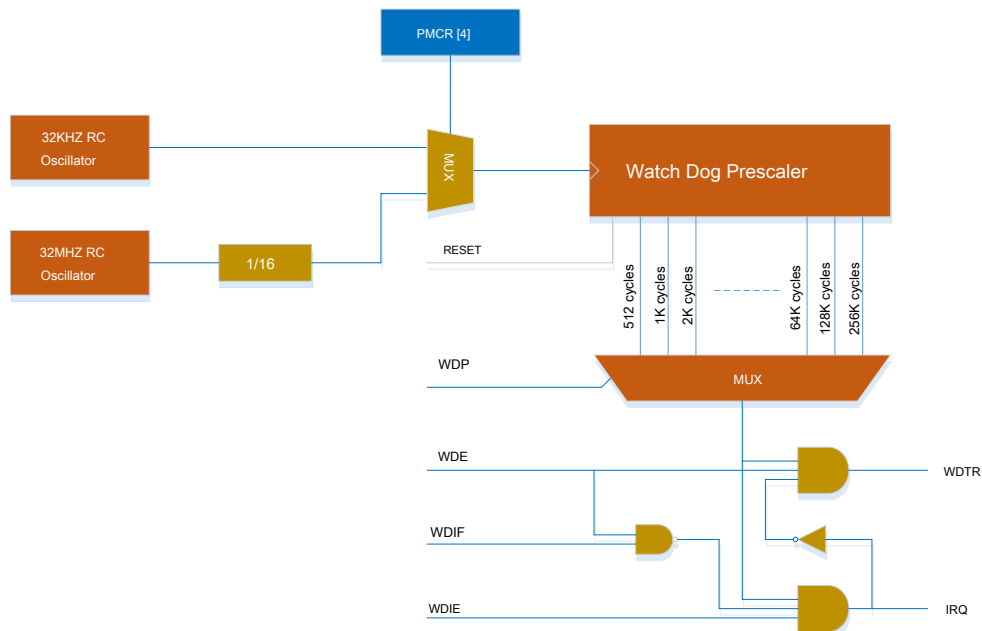 PMCR [4]
32KHZ RC
Oscillator
MUX
Watch Dog Prescaler
32MHZ RC
Oscillator
1/16
RESET
512 cycles
1K cycles
2K cycles
64K cycles
128K cycles
256K cycles
WDP
MUX
WDE
WDTR
WDIF
WDIE
IRQ